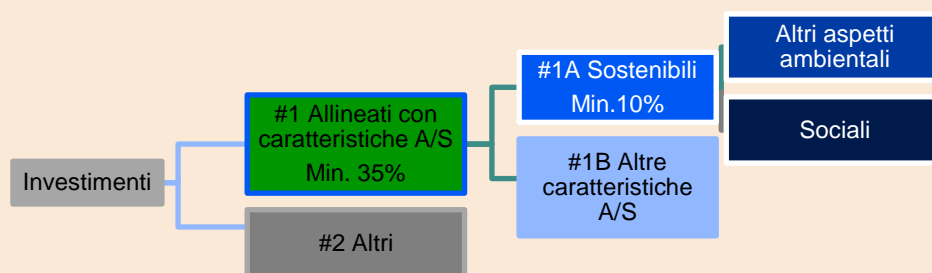 Investimenti
#1 Allineati con
caratteristiche A/S
Min. 35%
#2 Altri
#1A Sostenibili
Min.10%
#1B Altre
caratteristiche
A/S
Altri aspetti
ambientali
Sociali